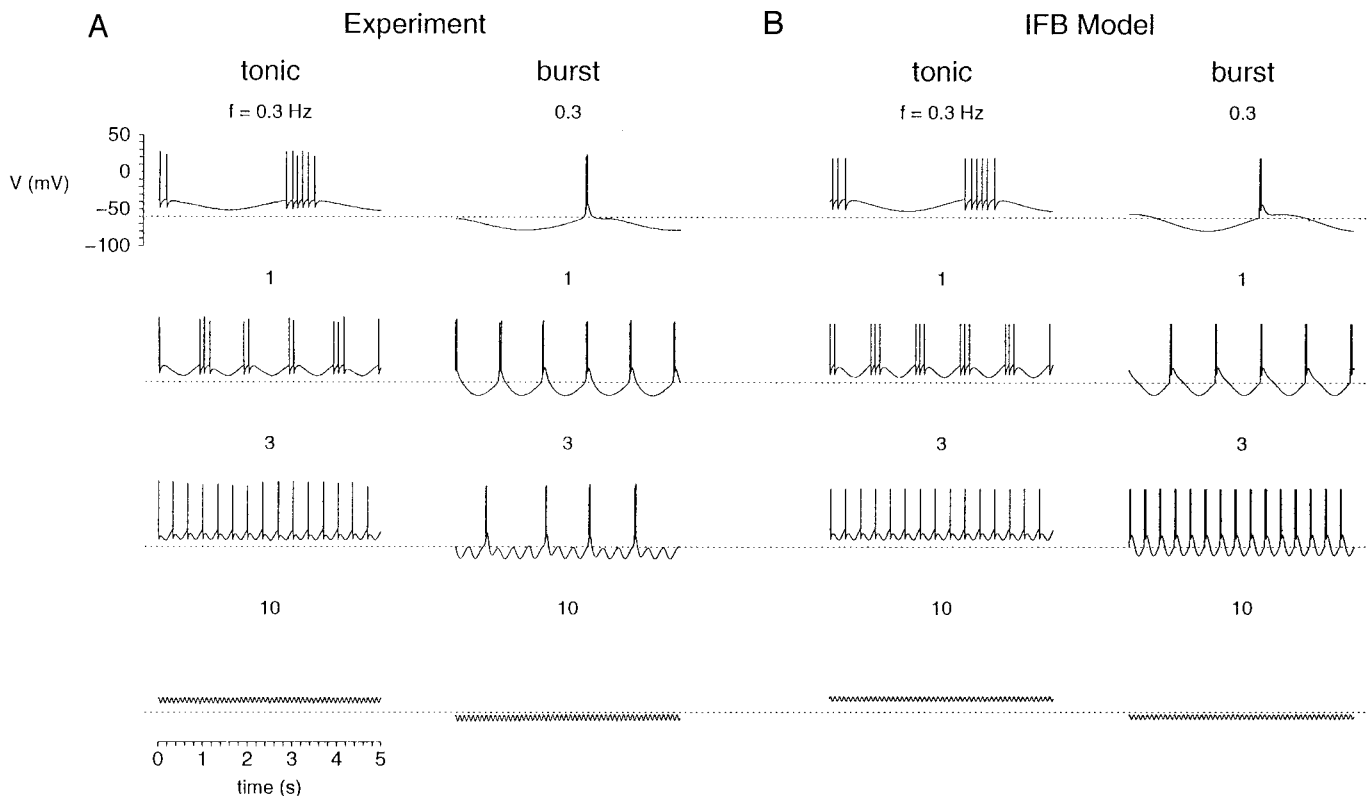 A Experiment B IFB Model
tonic burst tonic burst
f = 0.3 Hz 0.3 f = 0.3 Hz 0.3
50
0
V (mV)
−50
−100
1 1 1 1
3 3 3 3
10 10 10 10
0 1 2 3 4 5
time (s)